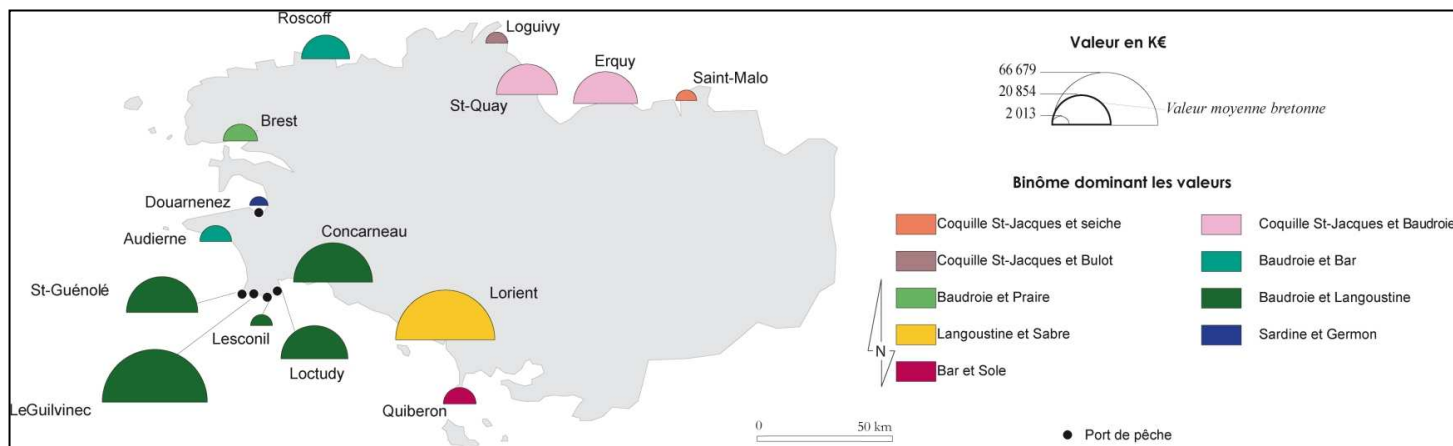 Roscoff
Loguivy
Erquy
Saint-Malo
St-Quay
Brest
Douarnenez
Audierne
Concarneau
St-Guénolé
Lorient
Lesconil
Loctudy
LeGuilvinec
Quiberon
0 50 km
N
Valeur en K€
66 679
20 854
2 013
Valeur moyenne bretonne
Binôme dominant les valeurs
Coquille St-Jacques et seiche
Coquille St-Jacques et Bulot
Baudroie et Praire
Langoustine et Sabre
Bar et Sole
Coquille St-Jacques et Baudroie
Baudroie et Bar
Baudroie et Langoustine
Sardine et Germon
Port de pêche